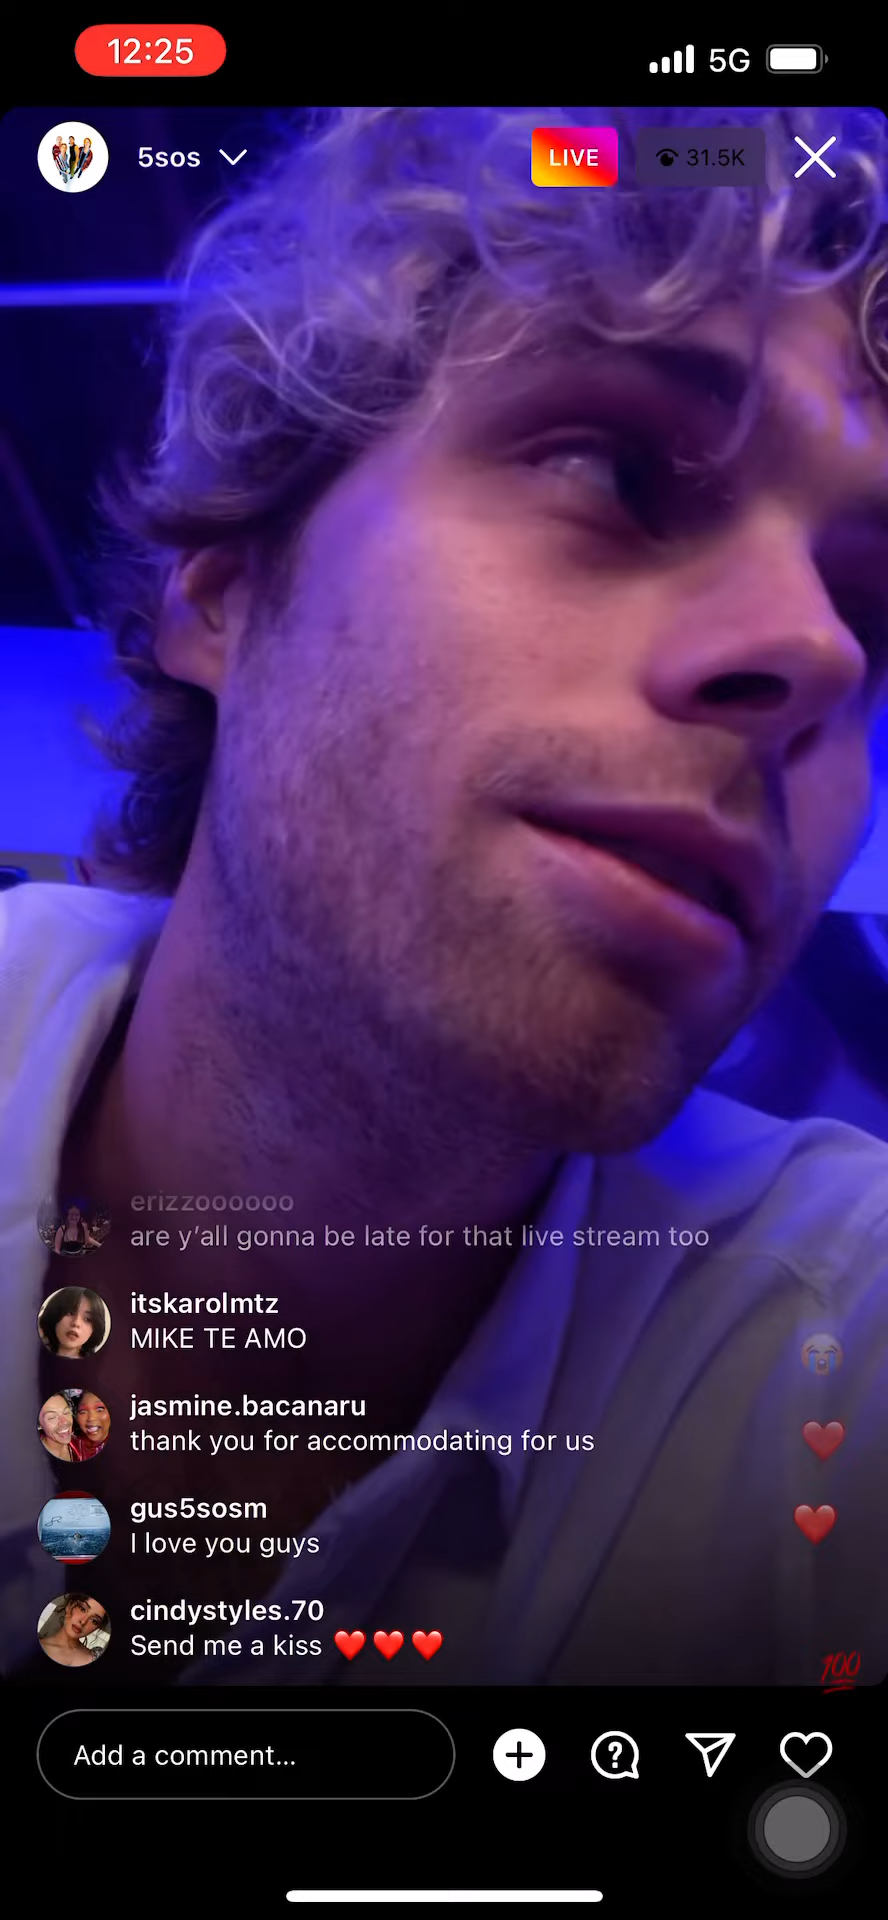 12:25
5G
5sos
LIVE
31.5K
erizzoooooo
are y’all gonna be late for that live stream too
itskarolmtz
MIKE TE AMO
jasmine.bacanaru
thank you for accommodating for us
gus5sosm
I love you guys
cindystyles.70
Send me a kiss ❤️❤️❤️
100
Add a comment...